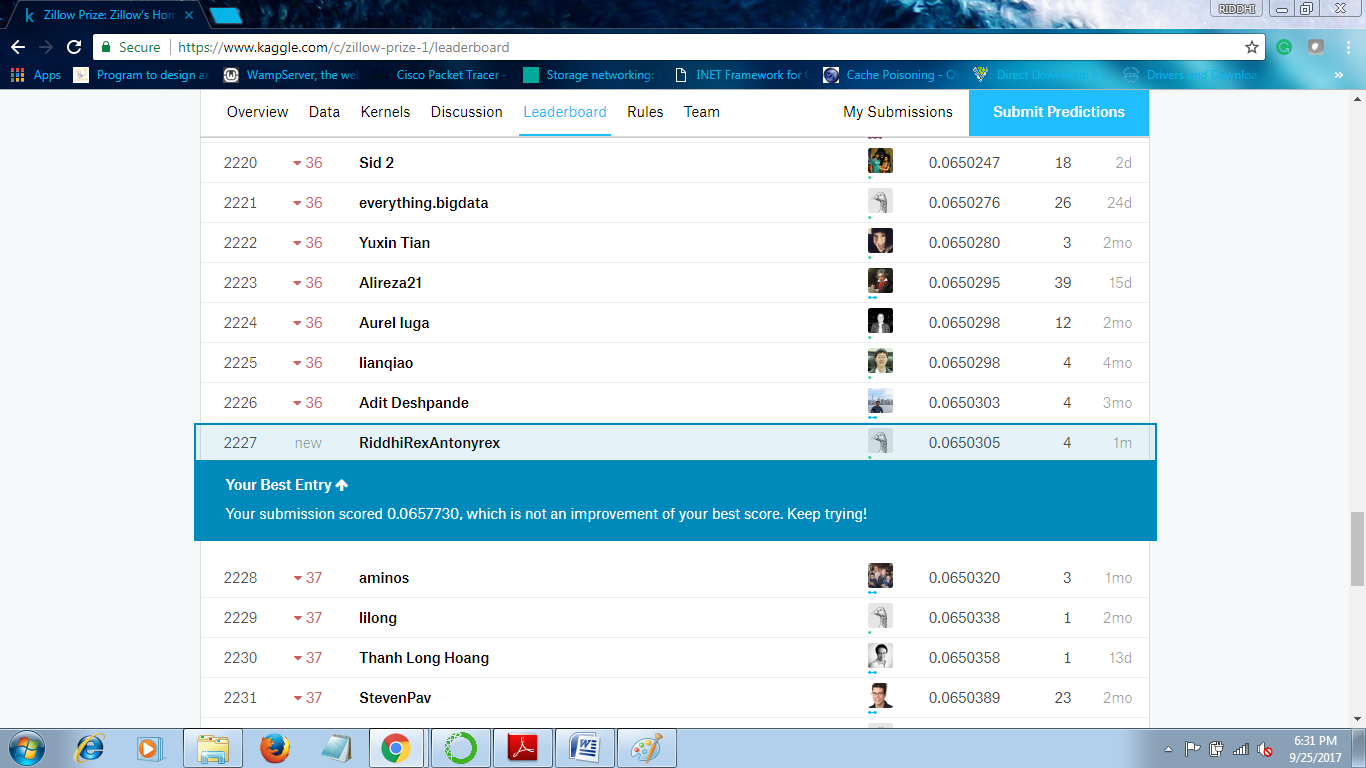 Zillow Prize: Zillow's Hom
RIDDHI
Secure https://www.kaggle.com/c/zillow-prize-1/leaderboard
Apps Program to design an WampServer, the web Cisco Packet Tracer - Storage networking: INET Framework for Cache Poisoning - Direct Download Drivers and Downloa »
Overview Data Kernels Discussion Leaderboard Rules Team My Submissions Submit Predictions
2220 36 Sid 2 0.0650247 18 2d
2221 36 everything.bigdata 0.0650276 26 24d
2222 36 Yuxin Tian 0.0650280 3 2mo
2223 36 Alireza21 0.0650295 39 15d
2224 36 Aurel Iuga 0.0650298 12 2mo
2225 36 lianqiao 0.0650298 4 4mo
2226 36 Adit Deshpande 0.0650303 4 3mo
2227 new RiddhiRexAntonyrex 0.0650305 4 1m
Your Best Entry
Your submission scored 0.0657730, which is not an improvement of your best score. Keep trying!
2228 37 aminos 0.0650320 3 1mo
2229 37 lilong 0.0650338 1 2mo
2230 37 Thanh Long Hoang 0.0650358 1 13d
2231 37 StevenPav 0.0650389 23 2mo
6:31 PM
9/25/2017